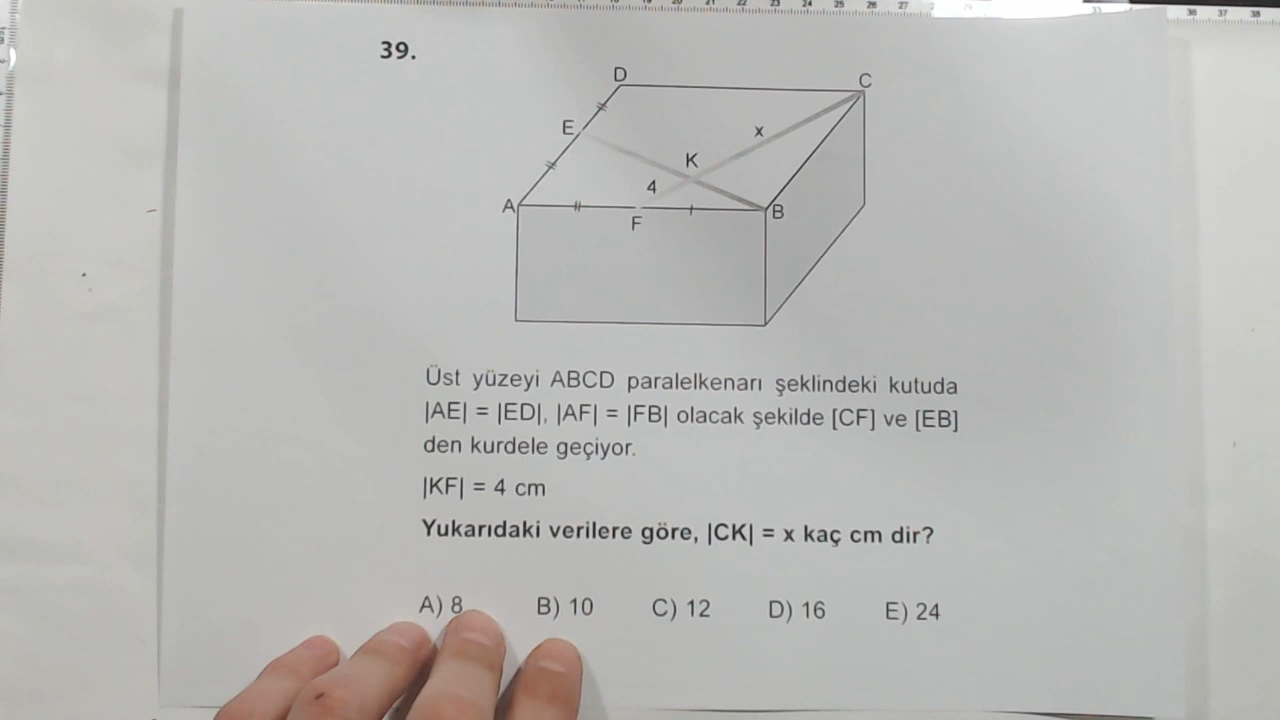 39.
D
C
E
x
K
4
A
F
B
Üst yüzeyi ABCD paralelkenarı şeklindeki kutuda
|AE| = |ED|, |AF| = |FB| olacak şekilde [CF] ve [EB]
den kurdele geçiyor.
|KF| = 4 cm
Yukarıdaki verilere göre, |CK| = x kaç cm dir?
A) 8 B) 10 C) 12 D) 16 E) 24